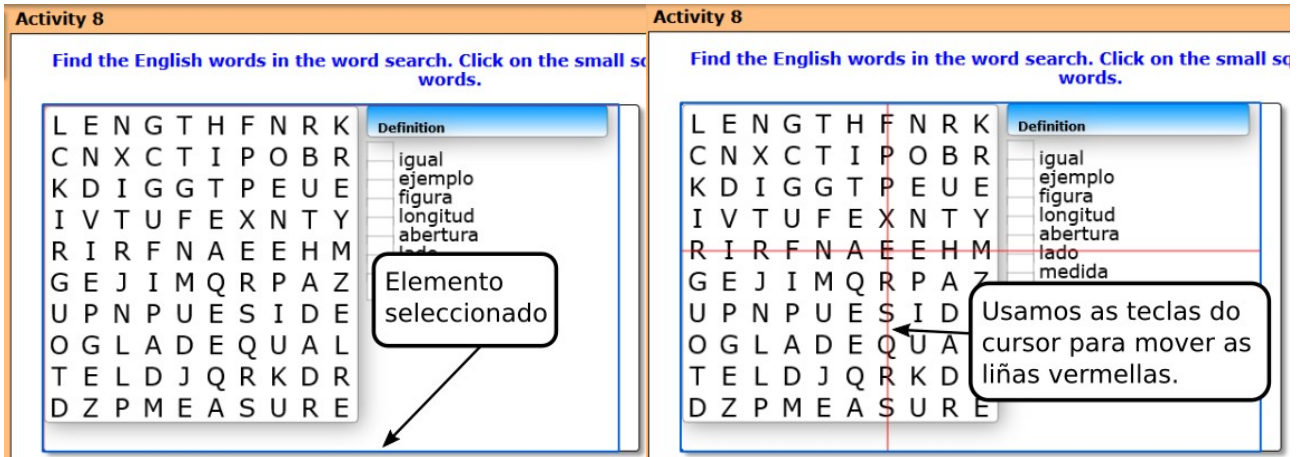 Activity 8
Find the English words in the word search. Click on the small
words.
L E N G T H F N R K
C N X C T I P O B R
K D I G G T P E U E
I V T U F E X N T Y
R I R F N A E E H M
G E J I M Q R P A Z
U P N P U E S I D E
O G L A D E Q U A L
T E L D J Q R K D R
D Z P M E A S U R E
Definition
igual
ejemplo
figura
longitud
abertura
lado
Elemento
seleccionado
Activity 8
Find the English words in the word search. Click on the small
words.
L E N G T H F N R K
C N X C T I P O B R
K D I G G T P E U E
I V T U F E X N T Y
R I R F N A E E H M
G E J I M Q R P A Z
U P N P U E S I D
O G L A D E Q U A
T E L D J Q R K D
D Z P M E A S U R E
Definition
igual
ejemplo
figura
longitud
abertura
lado
medida
Usamos as teclas do
cursor para mover as
liñas vermellas.